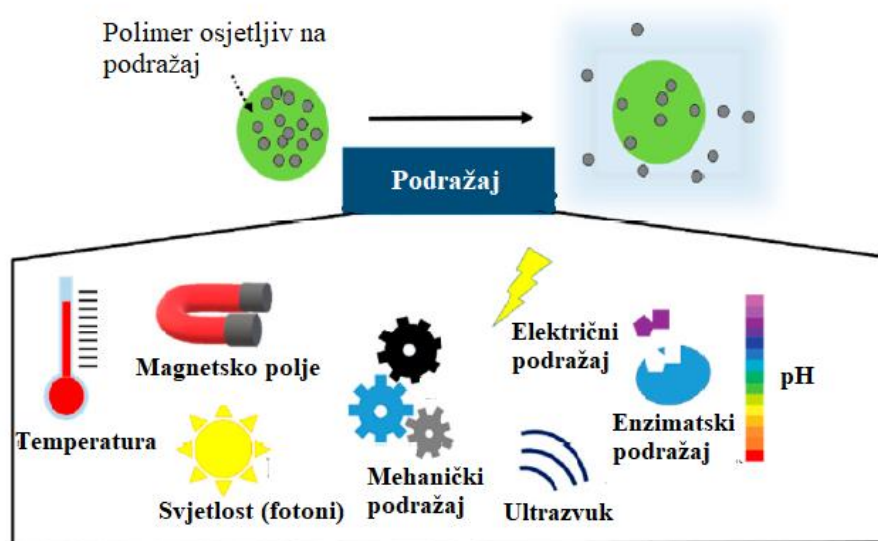 Polimer osjetljiv na
podražaj
Podražaj
Temperatura
Magnetsko polje
Svjetlost (fotoni)
Mehanički
podražaj
Električni
podražaj
Ultrazvuk
Enzimatski
podražaj
pH